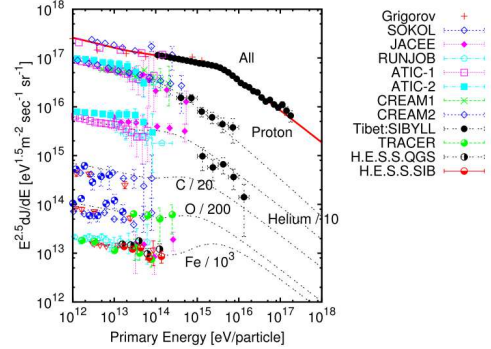 10^18
10^17
10^16
10^15
10^14
10^13
10^12
E^2.5 dJ/dE [eV^1.5 m^-2 sec^-1 sr^-1]
All
Proton
Helium / 10
C / 20
O / 200
Fe / 10^3
10^12 10^13 10^14 10^15 10^16 10^17 10^18
Primary Energy [eV/particle]
Grigorov
SOKOL
JACEE
RUNJOB
ATIC-1
ATIC-2
CREAM1
CREAM2
Tibet:SIBYLL
TRACER
H.E.S.S.QGS
H.E.S.S.SIB